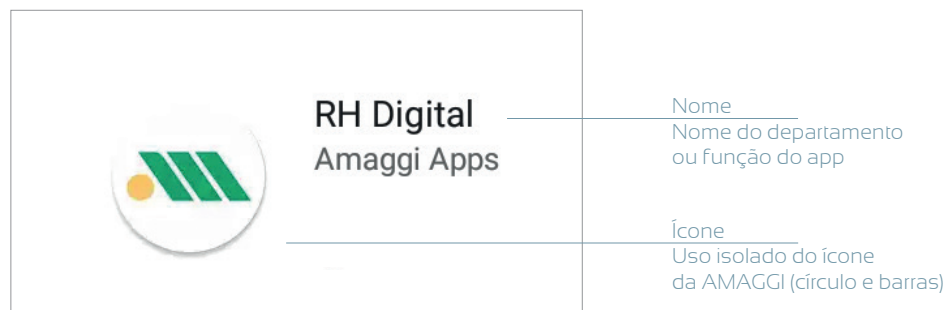 RH Digital
Amaggi Apps
Nome
Nome do departamento
ou função do app
Ícone
Uso isolado do ícone
da AMAGGI (círculo e barras)